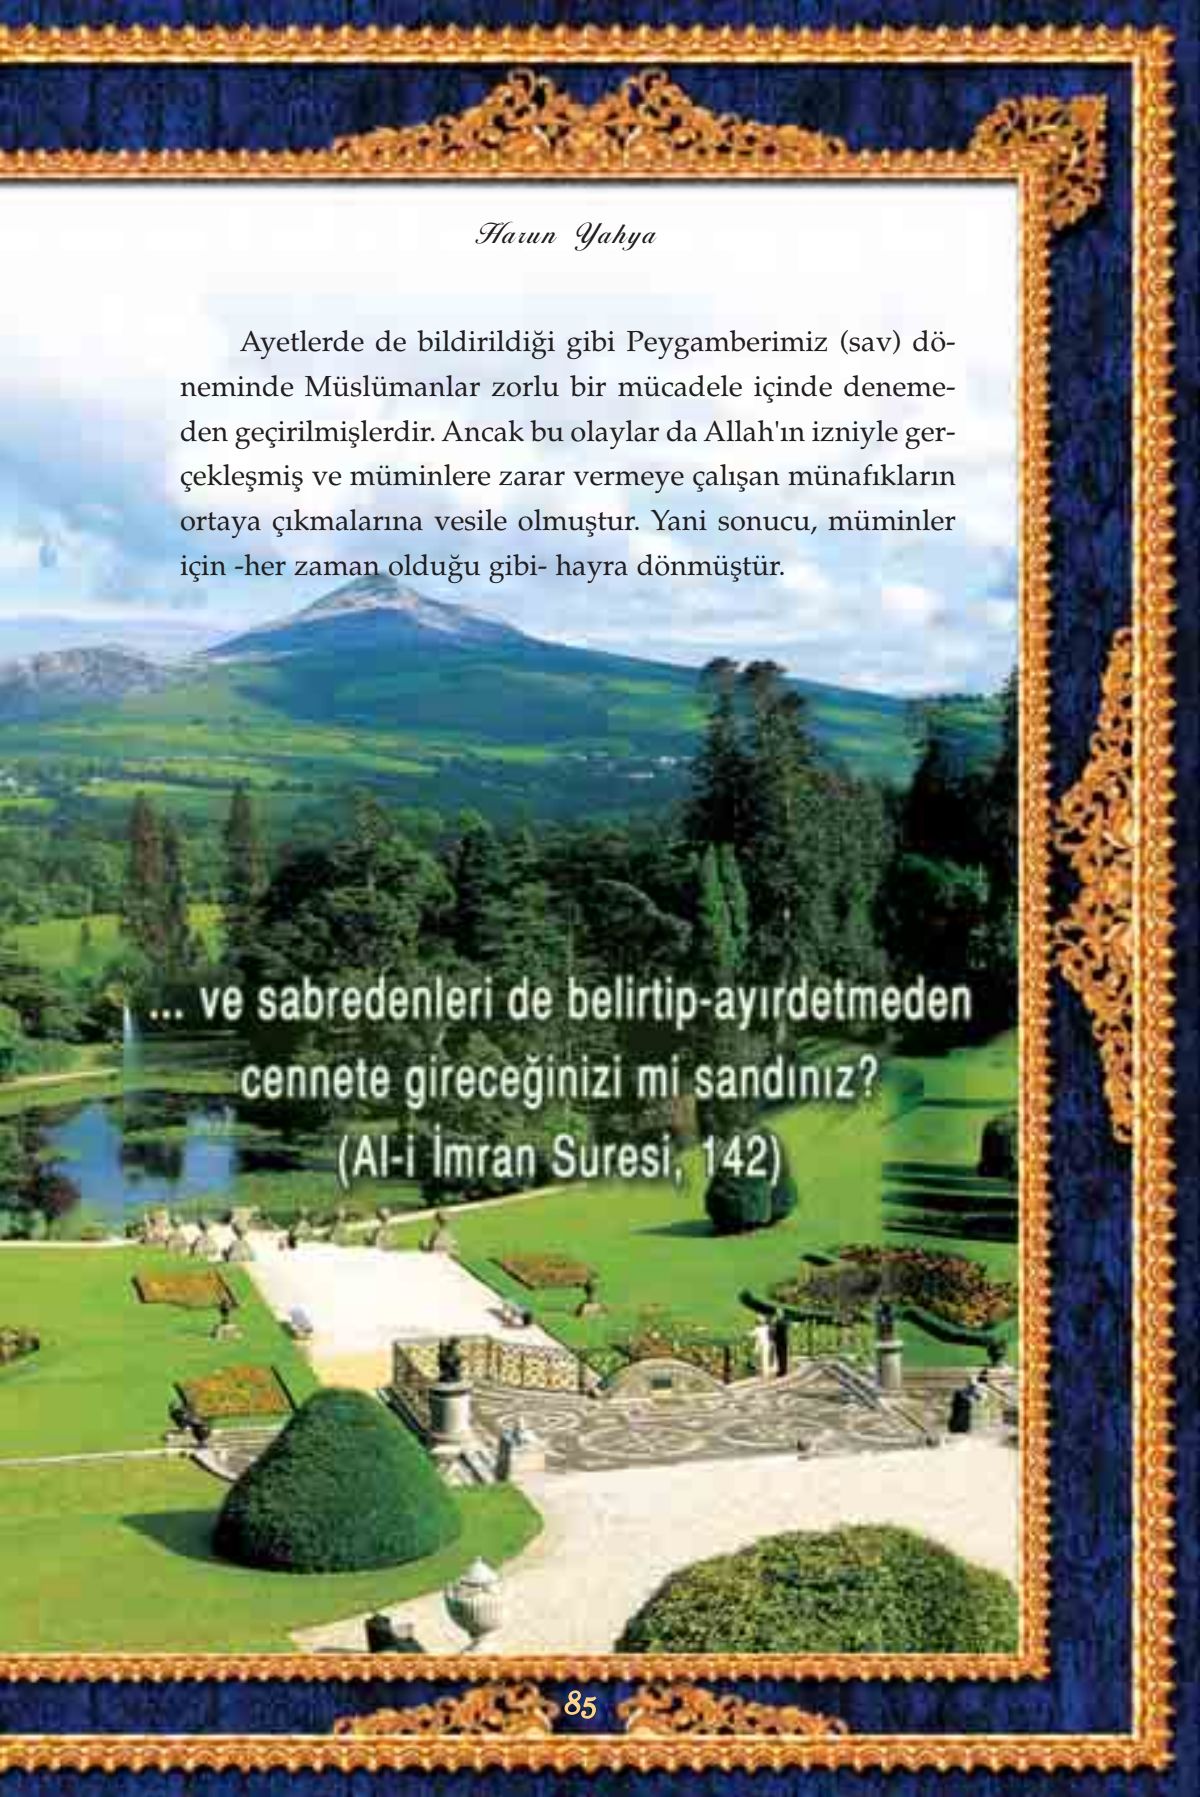 Harun Yahya
Ayetlerde de bildirildiği gibi Peygamberimiz (sav) dö-
neminde Müslümanlar zorlu bir mücadele içinde deneme-
den geçirilmişlerdir. Ancak bu olaylar da Allah'ın izniyle ger-
çekleşmiş ve müminlere zarar vermeye çalışan münafıkların
ortaya çıkmalarına vesile olmuştur. Yani sonucu, müminler
için -her zaman olduğu gibi- hayra dönmüştür.
... ve sabredenleri de belirtip-ayırdetmeden
cennete gireceğinizi mi sandınız?
(Al-i İmran Suresi, 142)
85